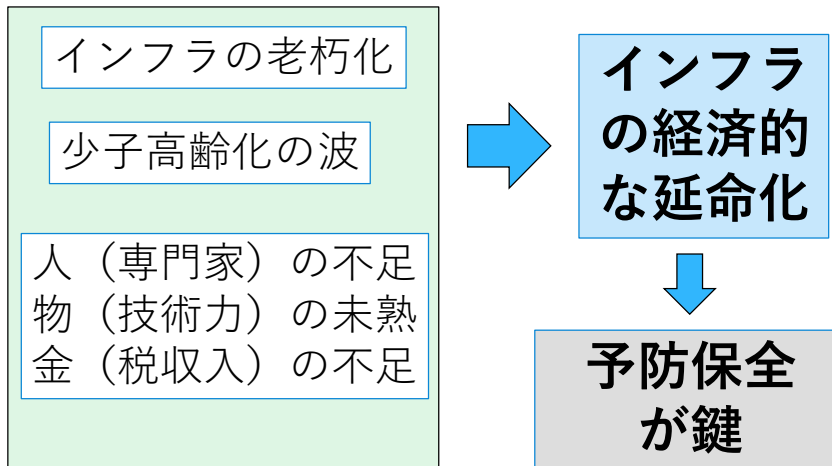 インフラの老朽化
少子高齢化の波
人（専門家）の不足
物（技術力）の未熟
金（税収入）の不足
インフラ
の経済的
な延命化
予防保全
が鍵